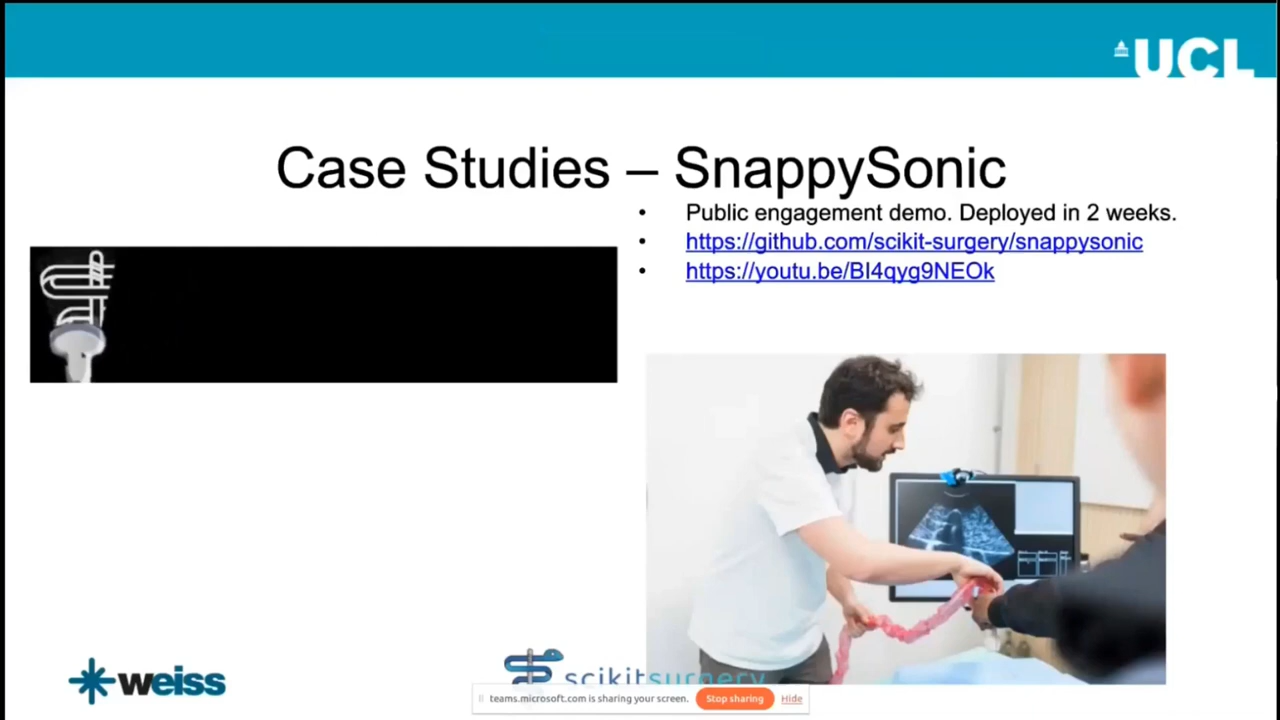 UCL
Case Studies – SnappySonic
• Public engagement demo. Deployed in 2 weeks.
• https://github.com/scikit-surgery/snappysonic
• https://youtu.be/BI4qyg9NEOk
weiss
scikitsurgery
teams.microsoft.com is sharing your screen. Stop sharing Hide